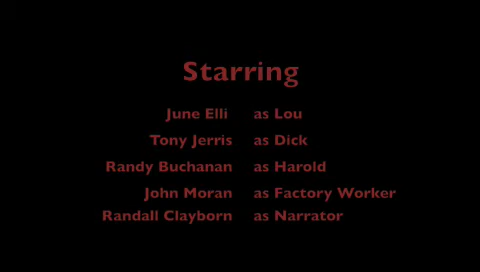 Starring
June Elli as Lou
Tony Jerris as Dick
Randy Buchanan as Harold
John Moran as Factory Worker
Randall Clayborn as Narrator